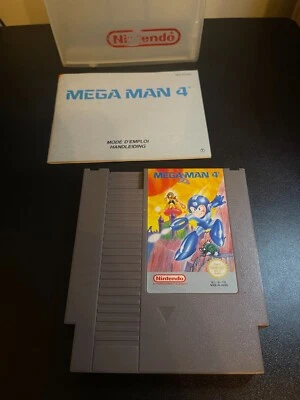 Nintendo
MEGA MAN 4
MODE D'EMPLOI
HANDLEIDING
MEGA MAN 4
Nintendo